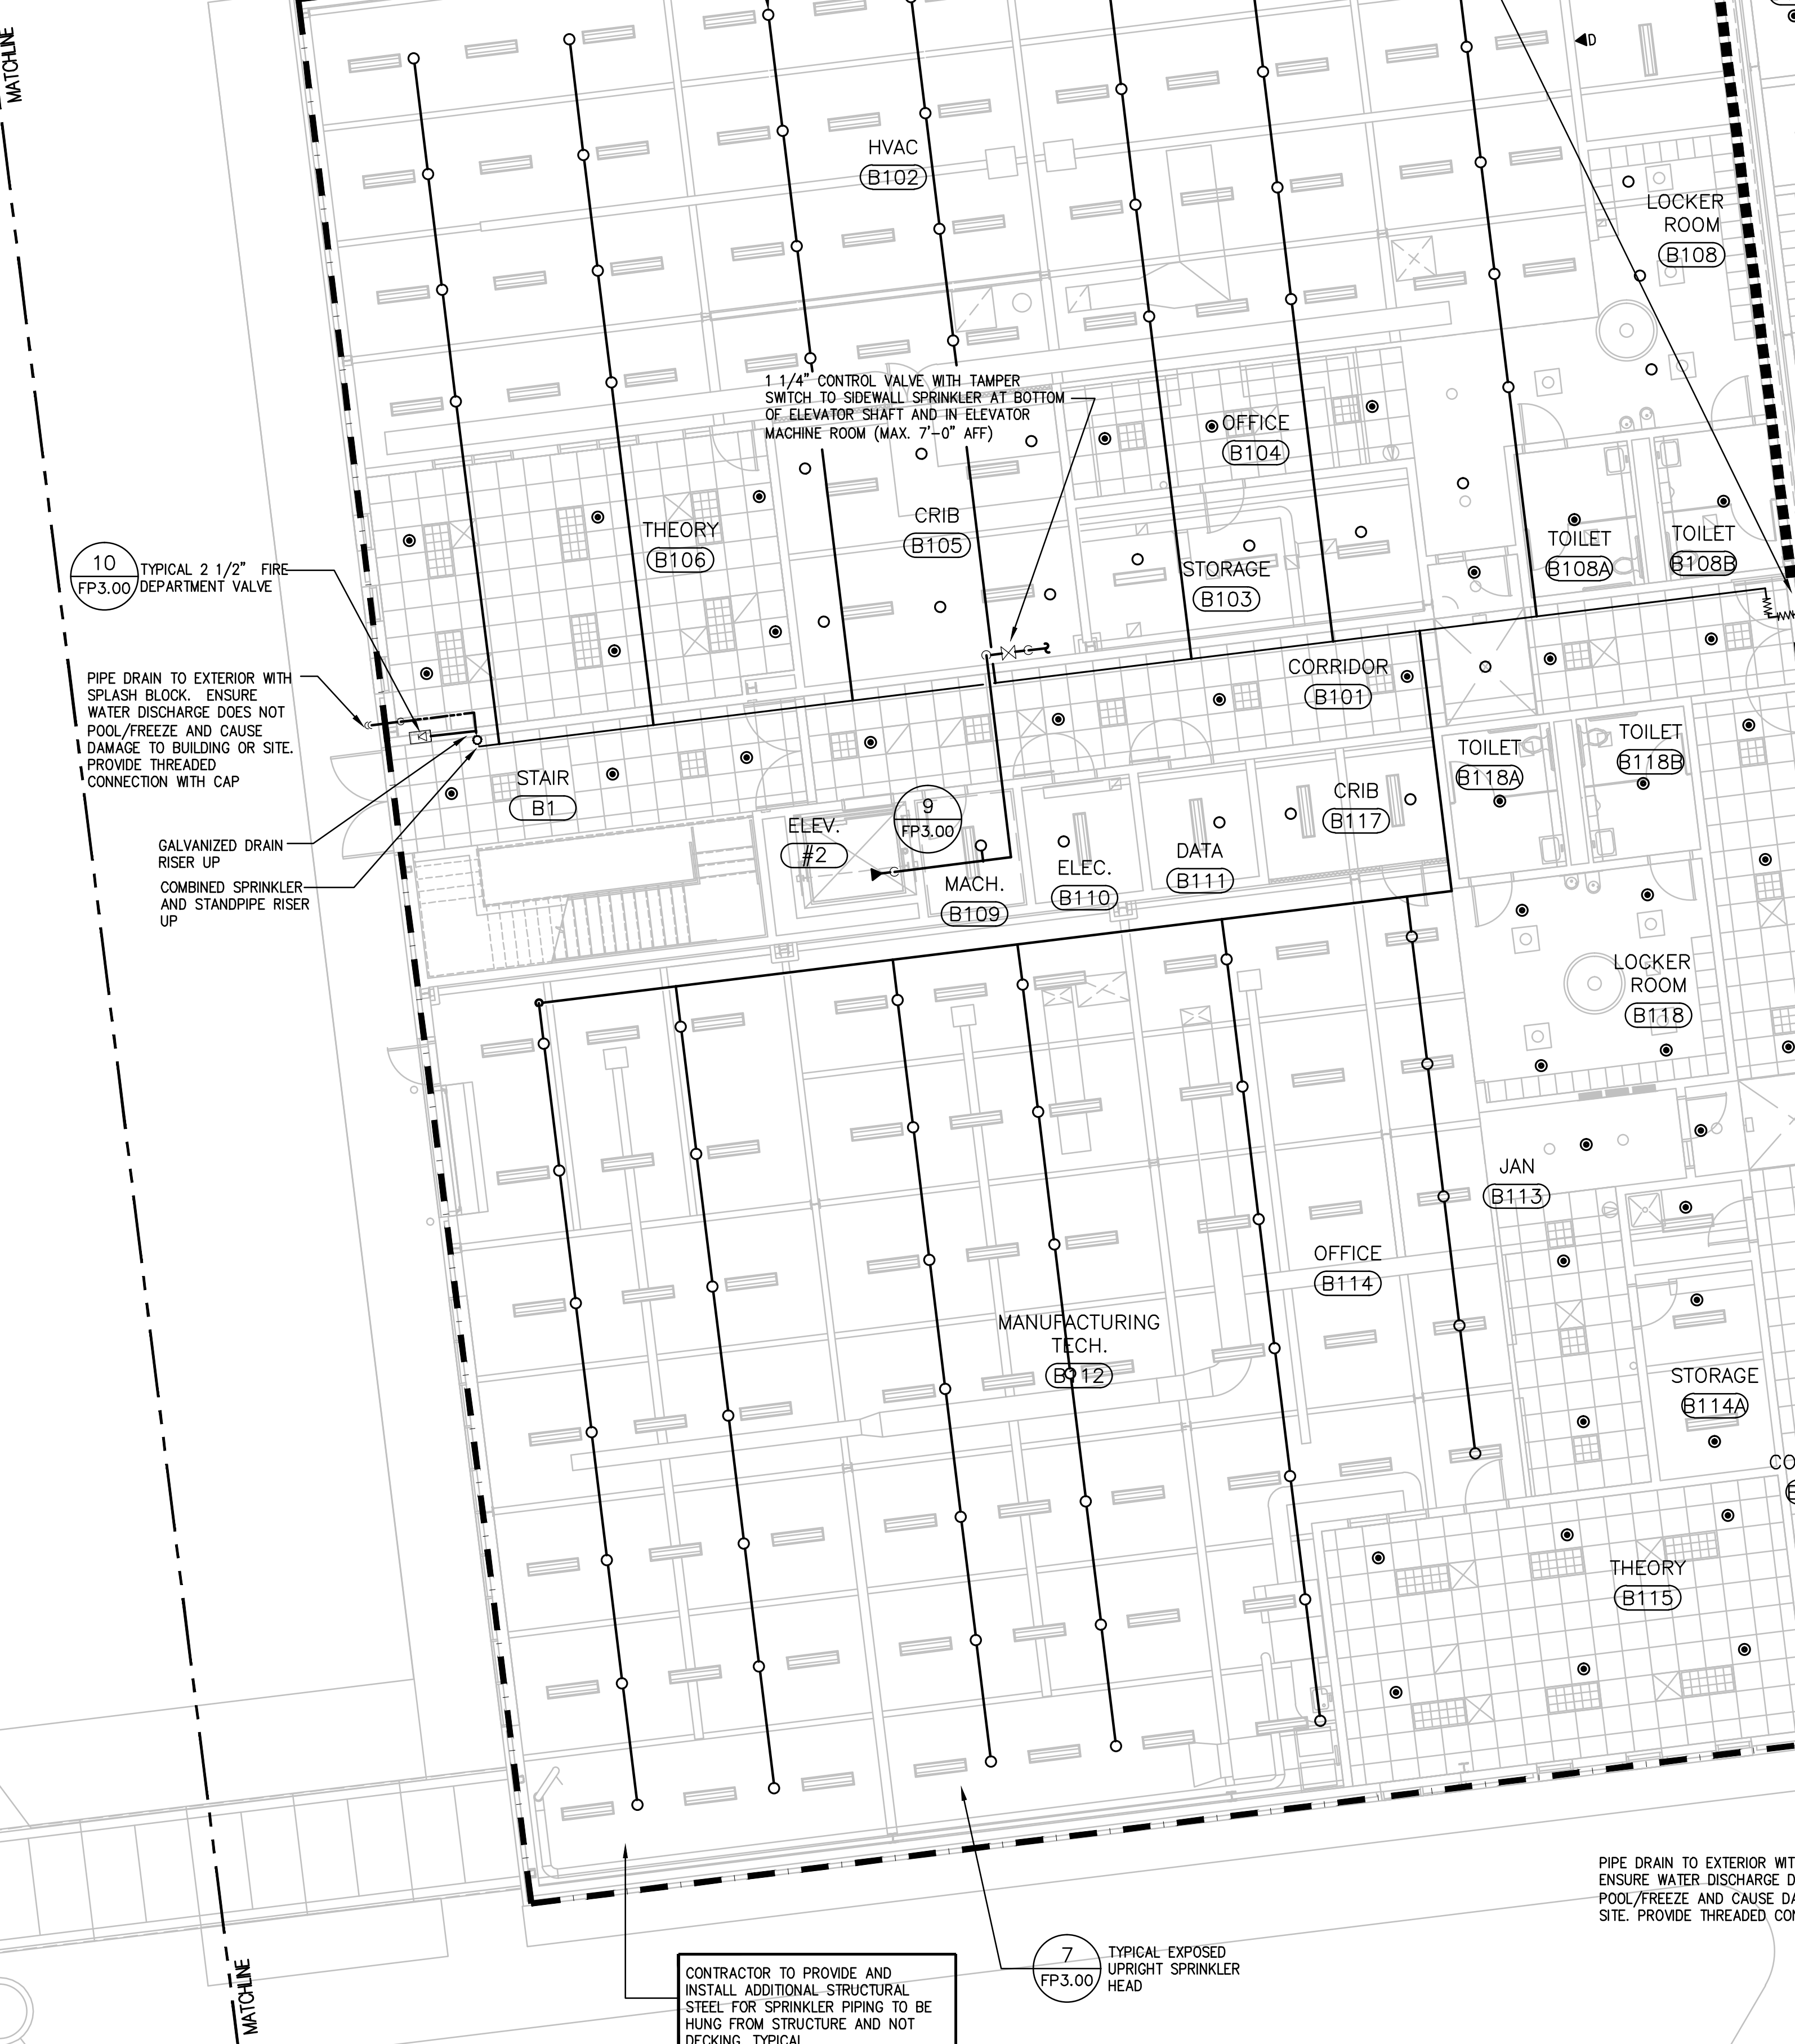 MATCHLINE
D
HVAC
B102
LOCKER
ROOM
B108
1 1/4" CONTROL VALVE WITH TAMPER
SWITCH TO SIDEWALL SPRINKLER AT BOTTOM
OF ELEVATOR SHAFT AND IN ELEVATOR
MACHINE ROOM (MAX. 7'-0" AFF)
OFFICE
B104
THEORY
B106
CRIB
B105
STORAGE
B103
TOILET
B108A
TOILET
B108B
10
FP3.00
TYPICAL 2 1/2" FIRE
DEPARTMENT VALVE
PIPE DRAIN TO EXTERIOR WITH
SPLASH BLOCK. ENSURE
WATER DISCHARGE DOES NOT
POOL/FREEZE AND CAUSE
DAMAGE TO BUILDING OR SITE.
PROVIDE THREADED
CONNECTION WITH CAP
CORRIDOR
B101
STAIR
B1
TOILET
B118A
TOILET
B118B
GALVANIZED DRAIN
RISER UP
COMBINED SPRINKLER
AND STANDPIPE RISER
UP
ELEV.
#2
9
FP3.00
MACH.
B109
ELEC.
B110
DATA
B111
CRIB
B117
LOCKER
ROOM
B118
JAN
B113
OFFICE
B114
MANUFACTURING
TECH.
B112
STORAGE
B114A
CO
THEORY
B115
PIPE DRAIN TO EXTERIOR WIT
ENSURE WATER DISCHARGE D
POOL/FREEZE AND CAUSE DA
SITE. PROVIDE THREADED CON
MATCHLINE
7
FP3.00
TYPICAL EXPOSED
UPRIGHT SPRINKLER
HEAD
CONTRACTOR TO PROVIDE AND
INSTALL ADDITIONAL STRUCTURAL
STEEL FOR SPRINKLER PIPING TO BE
HUNG FROM STRUCTURE AND NOT
DECKING. TYPICAL